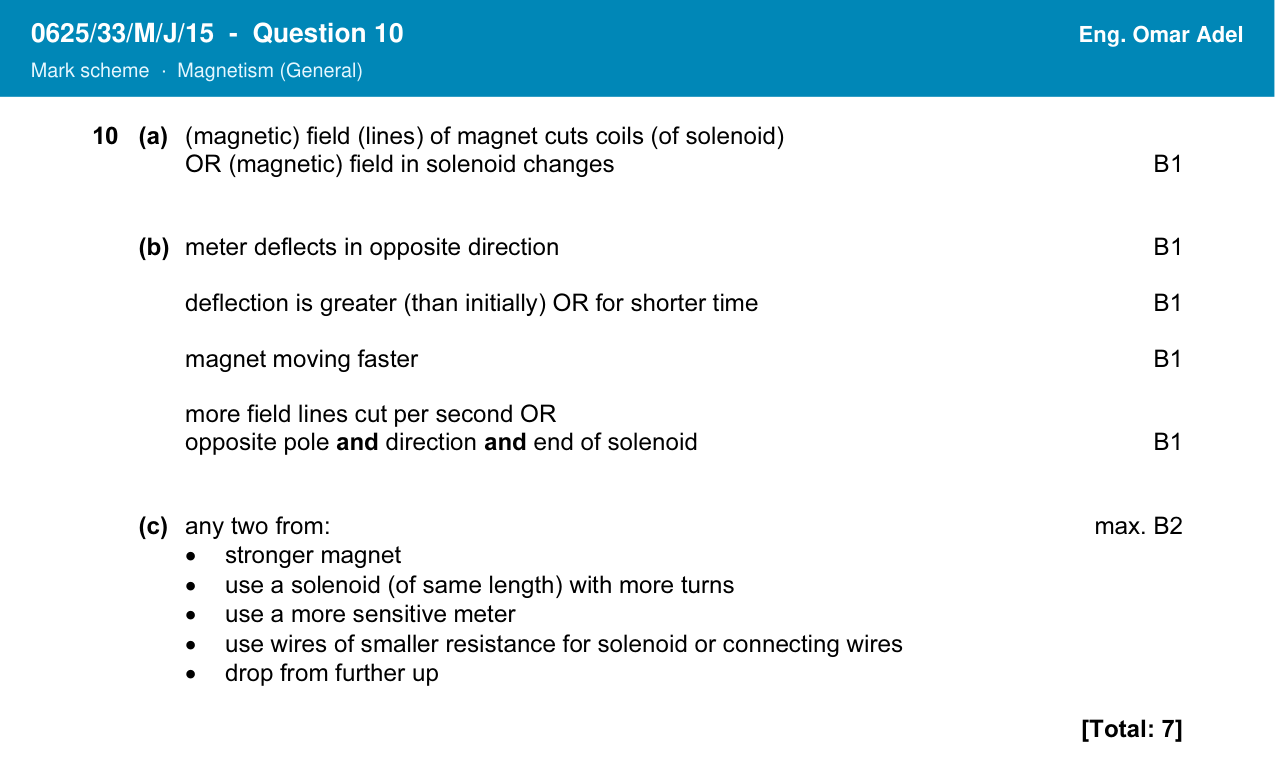 0625/33/M/J/15 - Question 10
Eng. Omar Adel
Mark scheme · Magnetism (General)
10 (a) (magnetic) field (lines) of magnet cuts coils (of solenoid)
OR (magnetic) field in solenoid changes B1
(b) meter deflects in opposite direction B1
deflection is greater (than initially) OR for shorter time B1
magnet moving faster B1
more field lines cut per second OR
opposite pole and direction and end of solenoid B1
(c) any two from: max. B2
• stronger magnet
• use a solenoid (of same length) with more turns
• use a more sensitive meter
• use wires of smaller resistance for solenoid or connecting wires
• drop from further up
[Total: 7]